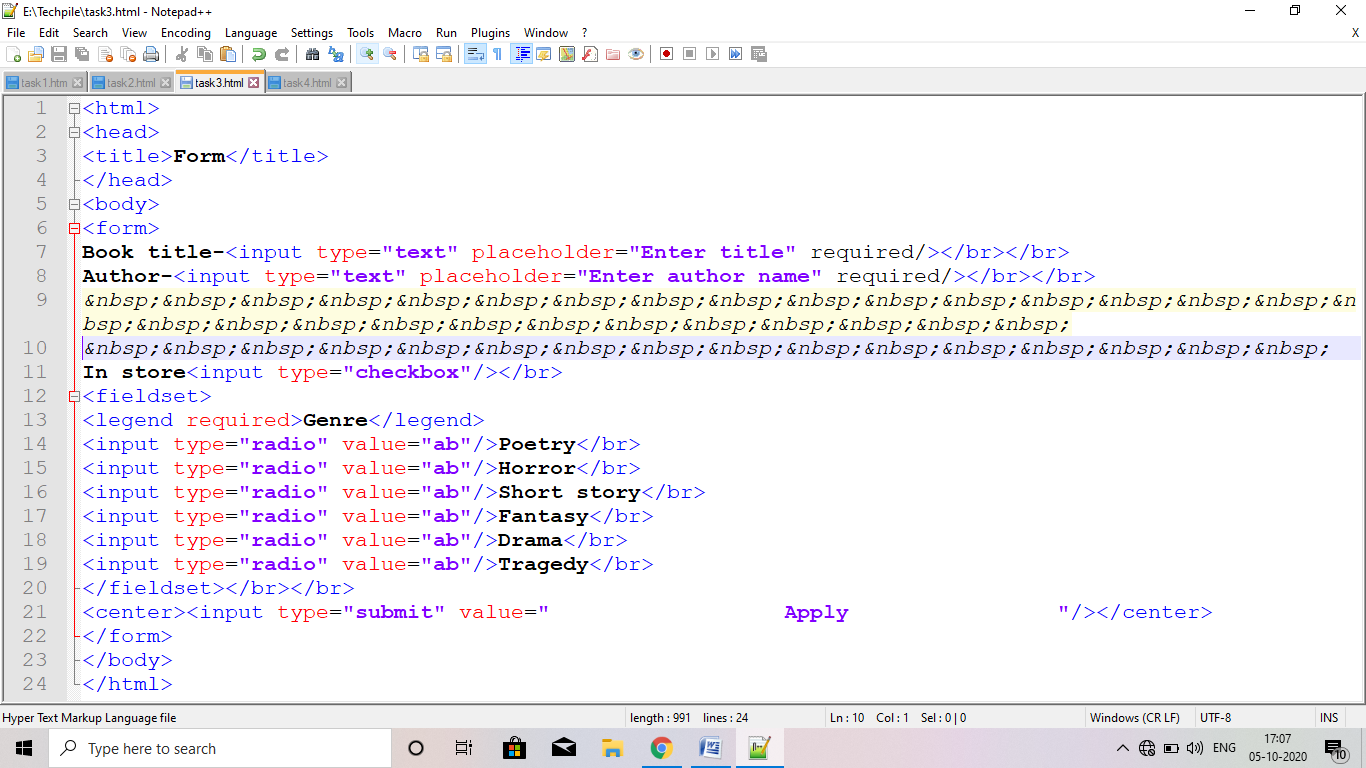 E:\Techpile\task3.html - Notepad++
File Edit Search View Encoding Language Settings Tools Macro Run Plugins Window ? X
task1.htm task2.html task3.html task4.html
1 <html>
2 <head>
3 <title>Form</title>
4 </head>
5 <body>
6 <form>
7 Book title-<input type="text" placeholder="Enter title" required/></br></br>
8 Author-<input type="text" placeholder="Enter author name" required/></br></br>
9 &nbsp;&nbsp;&nbsp;&nbsp;&nbsp;&nbsp;&nbsp;&nbsp;&nbsp;&nbsp;&nbsp;&nbsp;&nbsp;&nbsp;&nbsp;&nbsp;&n
bsp;&nbsp;&nbsp;&nbsp;&nbsp;&nbsp;&nbsp;&nbsp;&nbsp;&nbsp;&nbsp;&nbsp;&nbsp;
10 &nbsp;&nbsp;&nbsp;&nbsp;&nbsp;&nbsp;&nbsp;&nbsp;&nbsp;&nbsp;&nbsp;&nbsp;&nbsp;&nbsp;&nbsp;&nbsp;
11 In store<input type="checkbox"/></br>
12 <fieldset>
13 <legend required>Genre</legend>
14 <input type="radio" value="ab"/>Poetry</br>
15 <input type="radio" value="ab"/>Horror</br>
16 <input type="radio" value="ab"/>Short story</br>
17 <input type="radio" value="ab"/>Fantasy</br>
18 <input type="radio" value="ab"/>Drama</br>
19 <input type="radio" value="ab"/>Tragedy</br>
20 </fieldset></br></br>
21 <center><input type="submit" value="                  Apply                "/></center>
22 </form>
23 </body>
24 </html>
Hyper Text Markup Language file length : 991 lines : 24 Ln : 10 Col : 1 Sel : 0 | 0 Windows (CR LF) UTF-8 INS
Type here to search ENG 17:07
05-10-2020 10